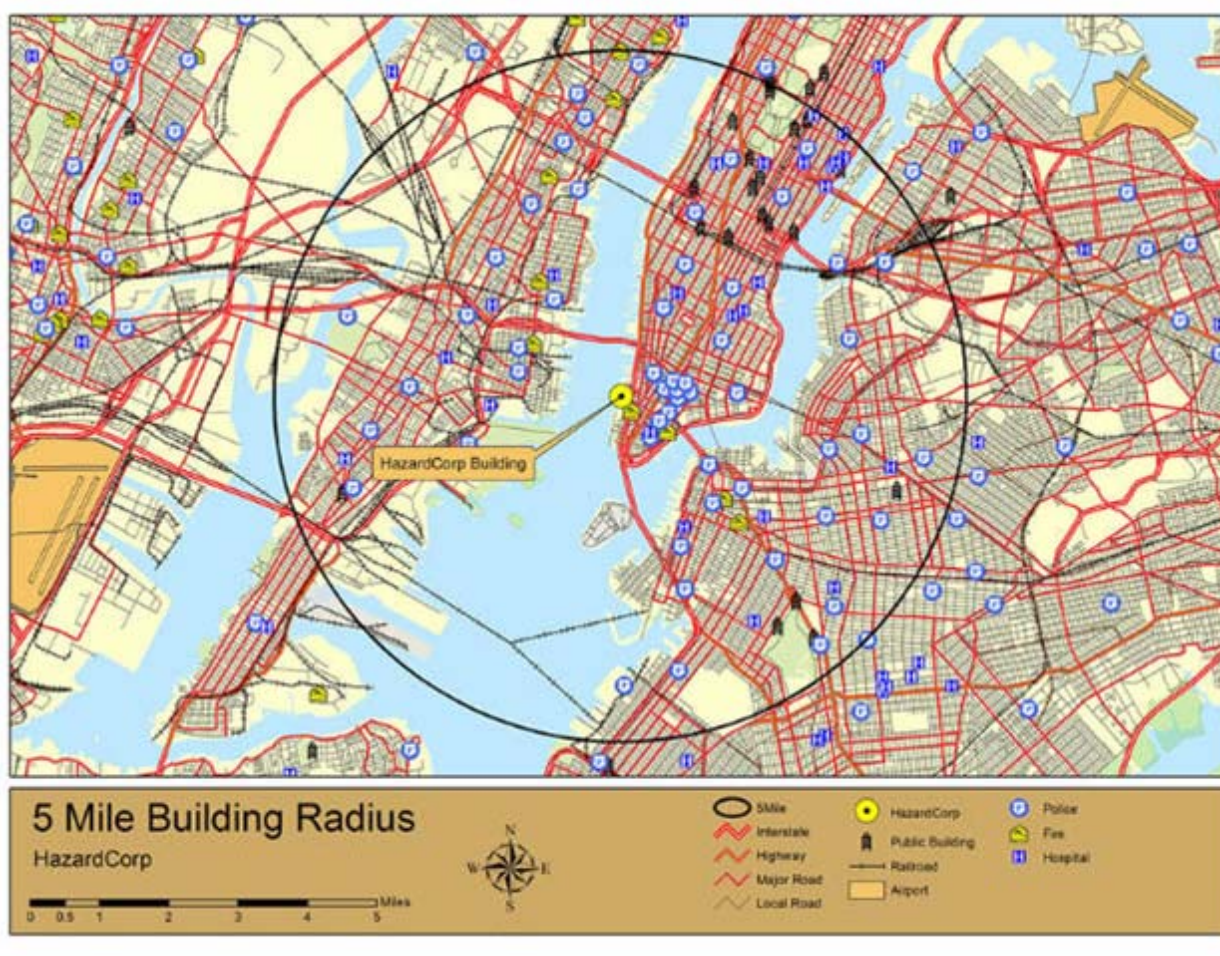 HazardCorp Building
5 Mile Building Radius
HazardCorp
N
W E
S
0 0.5 1 2 3 4 5 Miles
5Mile
Interstate
Highway
Major Road
Local Road
HazardCorp
Public Building
Railroad
Airport
Police
Fire
Hospital